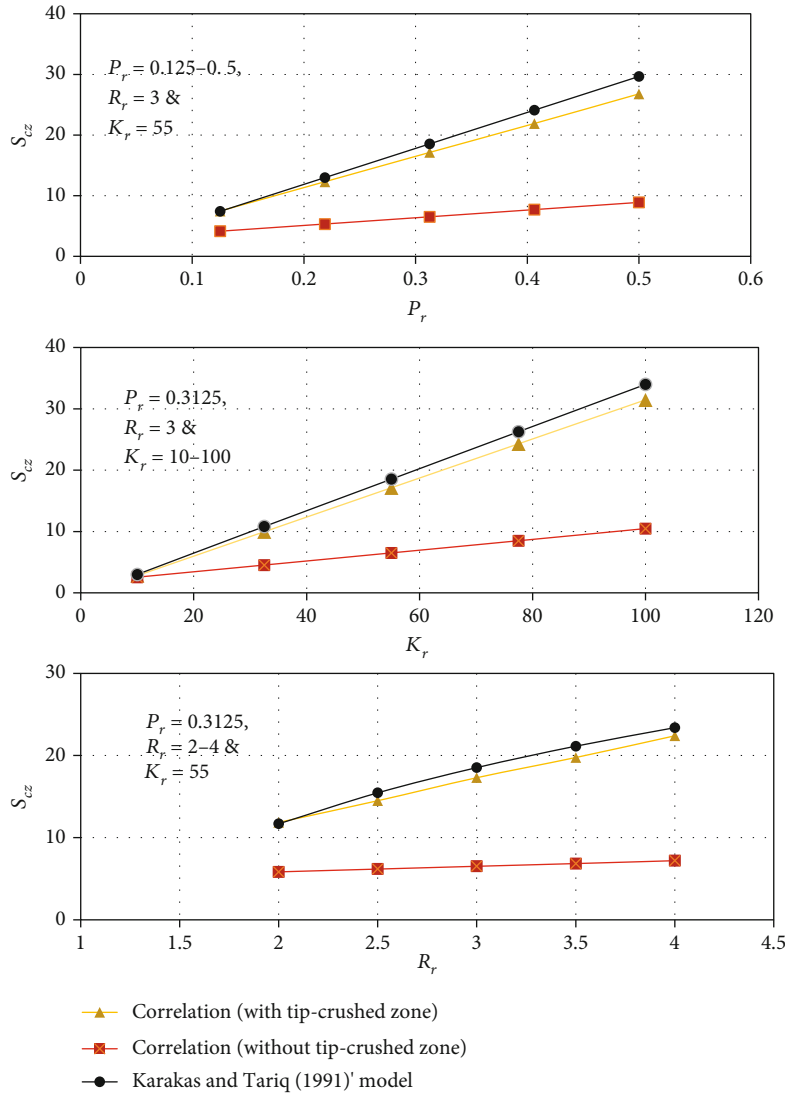 40
30
20
10
0
S_cz
P_r = 0.125–0. 5,
R_r = 3 &
K_r = 55
0 0.1 0.2 0.3 0.4 0.5 0.6
P_r
40
30
20
10
0
S_cz
P_r = 0.3125,
R_r = 3 &
K_r = 10–100
0 20 40 60 80 100 120
K_r
30
20
10
0
S_cz
P_r = 0.3125,
R_r = 2–4 &
K_r = 55
1 1.5 2 2.5 3 3.5 4 4.5
R_r
Correlation (with tip-crushed zone)
Correlation (without tip-crushed zone)
Karakas and Tariq (1991)' model